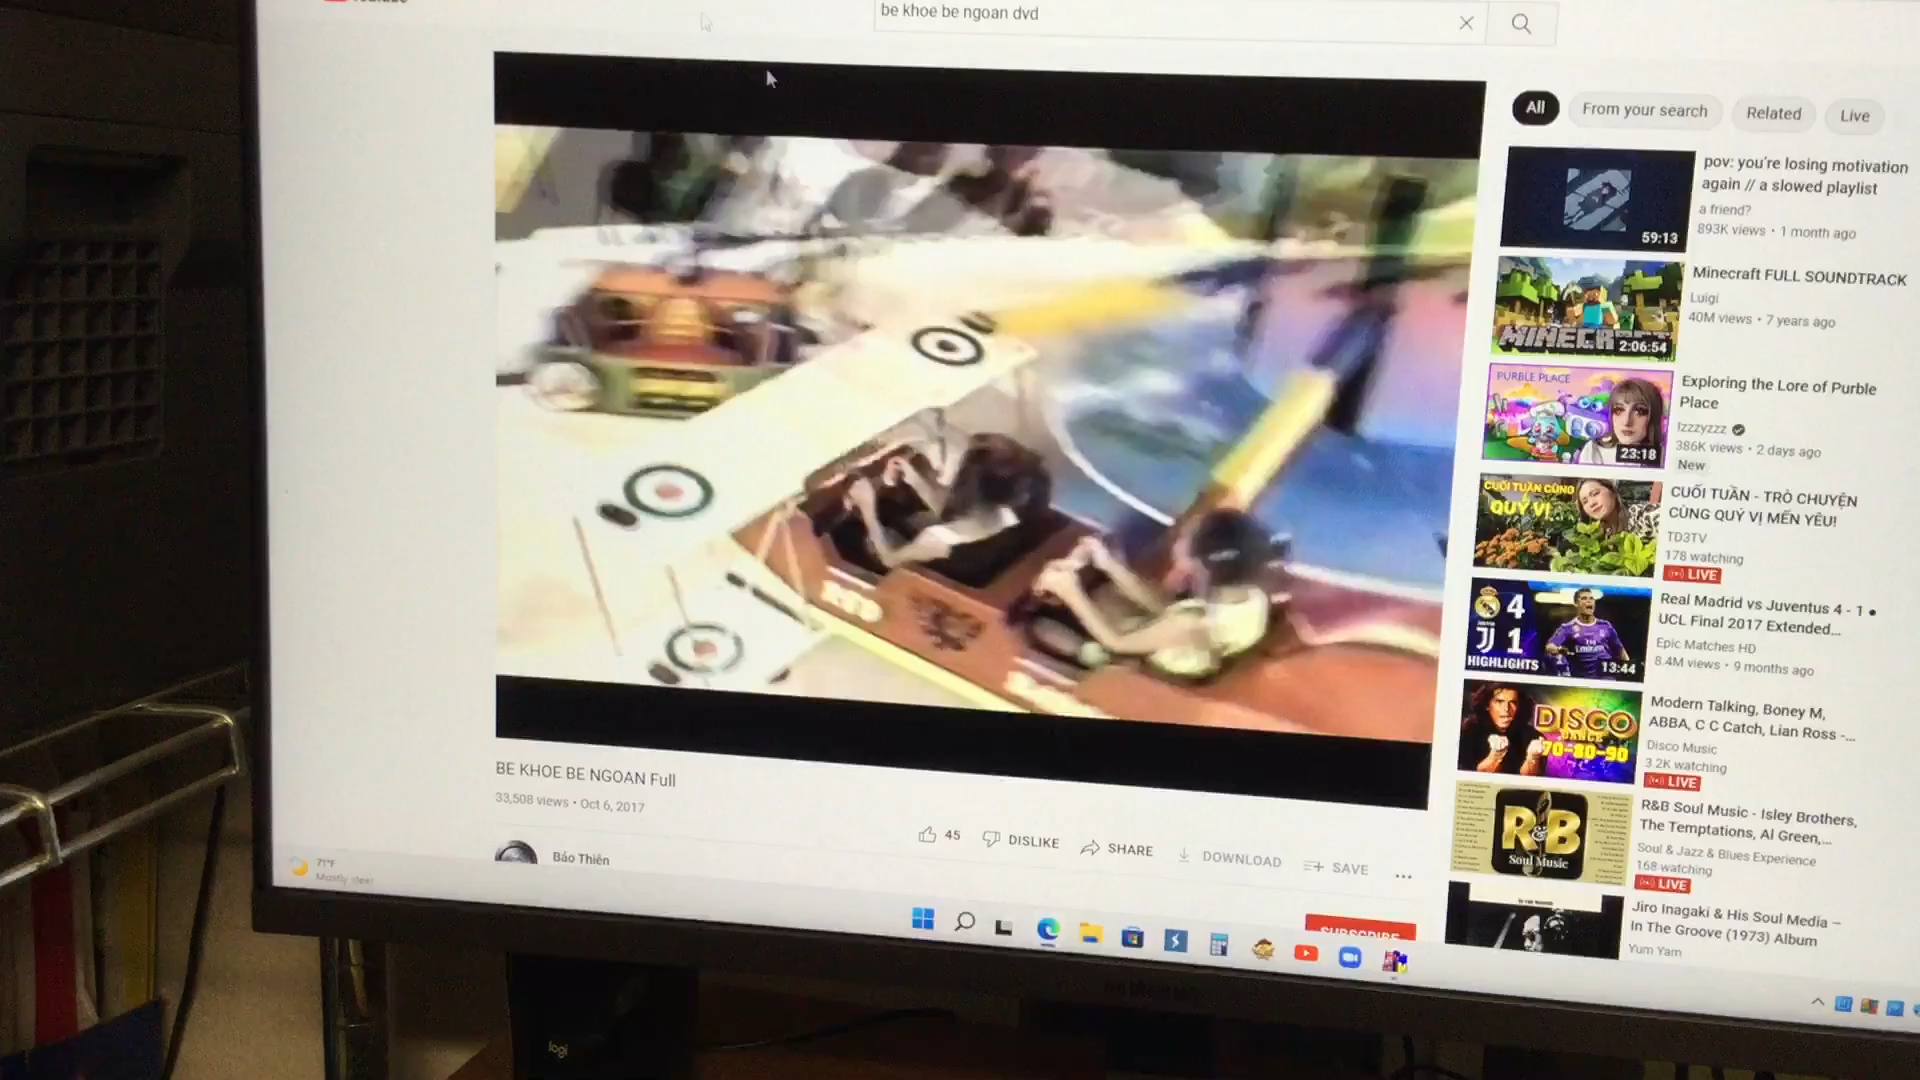 be khoe be ngoan dvd
All
From your search
Related
Live
pov: you're losing motivation
again // a slowed playlist
a friend?
893K views • 1 month ago
59:13
Minecraft FULL SOUNDTRACK
Luigi
40M views • 7 years ago
2:06:54
PURBLE PLACE
Exploring the Lore of Purble
Place
Izzzyzzz
386K views • 2 days ago
New
23:18
CUỐI TUẦN CÙNG
QUÝ VỊ
CUỐI TUẦN - TRÒ CHUYỆN
CÙNG QUÝ VỊ MẾN YÊU!
TD3TV
178 watching
LIVE
4
1
HIGHLIGHTS
13:44
Real Madrid vs Juventus 4 - 1 •
UCL Final 2017 Extended...
Epic Matches HD
8.4M views • 9 months ago
DISCO
DANCE
70-80-90
Modern Talking, Boney M,
ABBA, C C Catch, Lian Ross -...
Disco Music
3.2K watching
LIVE
R&B
Soul Music
R&B Soul Music - Isley Brothers,
The Temptations, Al Green,...
Soul & Jazz & Blues Experience
168 watching
LIVE
Jiro Inagaki & His Soul Media –
In The Groove (1973) Album
Yum Yam
BE KHOE BE NGOAN Full
33,508 views • Oct 6, 2017
45
DISLIKE
SHARE
DOWNLOAD
SAVE
Bảo Thiên
SUBSCRIBE
71°F
Mostly clear
logi